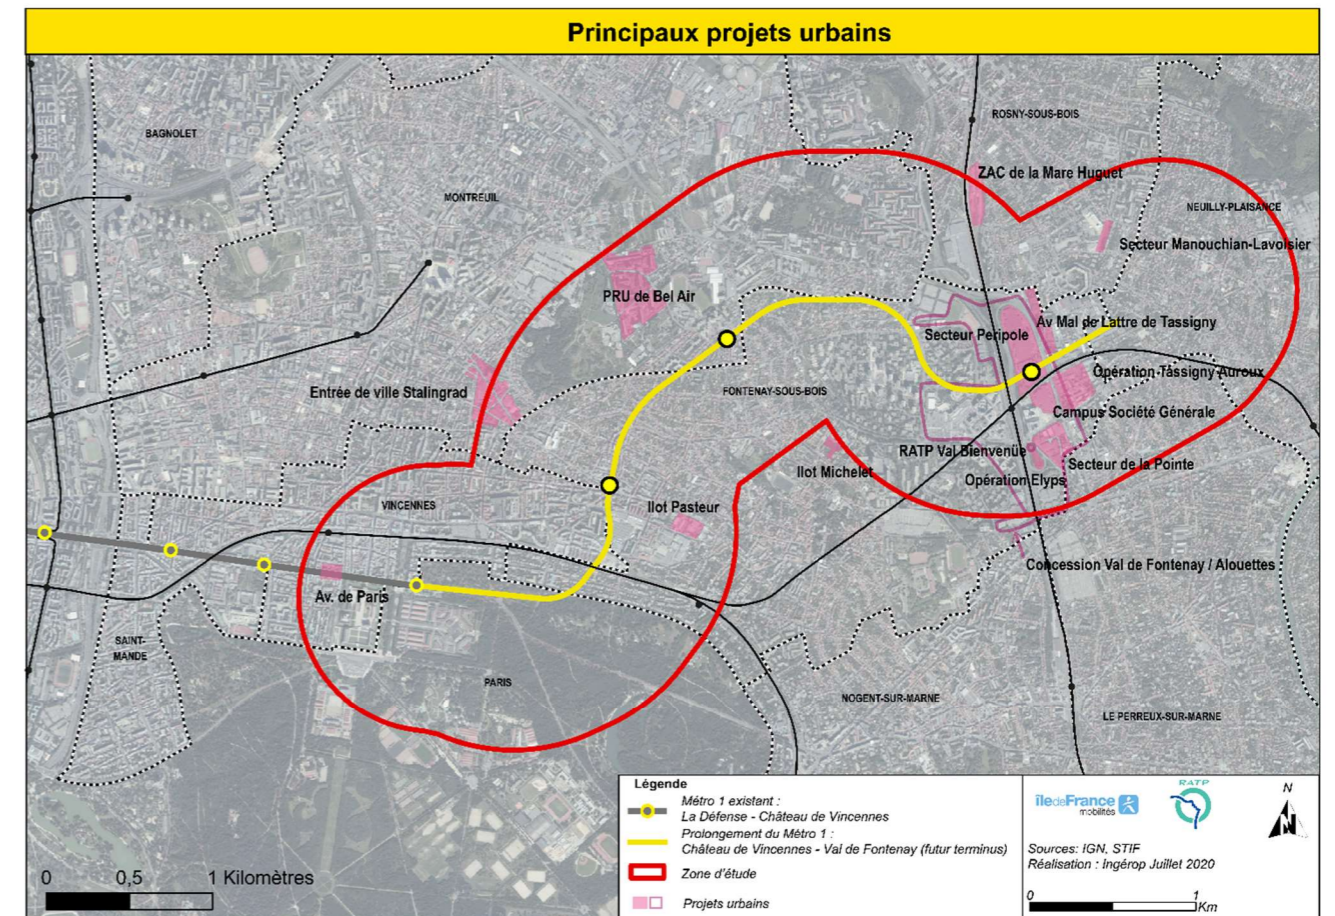 Principaux projets urbains
ROSNY-SOUS-BOIS
BAGNOLET
ZAC de la Mare Huguet
MONTREUIL
NEUILLY-PLAISANCE
Secteur Manouchian-Lavoisier
PRU de Bel Air
Av Mal de Lattre de Tassigny
Secteur Peripole
Opération Tassigny Auroux
Entrée de ville Stalingrad
FONTENAY-SOUS-BOIS
Campus Société Générale
RATP Val Bienvenüe
Secteur de la Pointe
Ilot Michelet
Opération Elyps
VINCENNES
Ilot Pasteur
Concession Val de Fontenay / Alouettes
Av. de Paris
SAINT-
MANDE
PARIS
NOGENT-SUR-MARNE
LE PERREUX-SUR-MARNE
Légende
Métro 1 existant :
La Défense - Château de Vincennes
Prolongement du Métro 1 :
Château de Vincennes - Val de Fontenay (futur terminus)
Zone d'étude
Projets urbains
îledeFrance
mobilités
RATP
N
Sources: IGN, STIF
Réalisation : Ingérop Juillet 2020
0 1
Km
0 0,5 1 Kilomètres